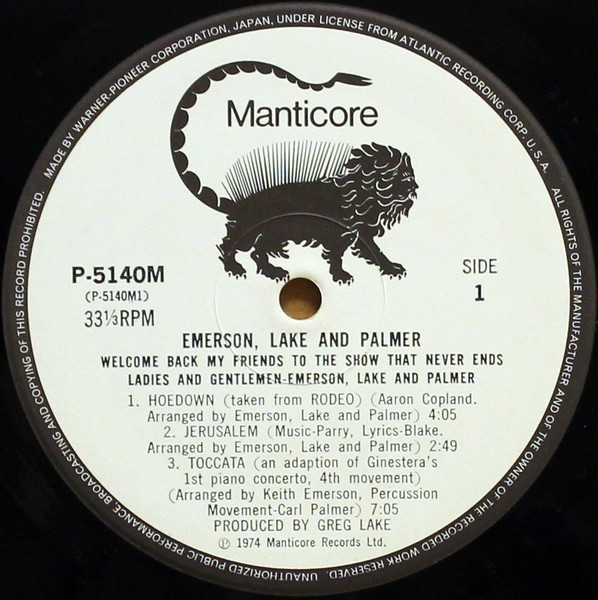 MADE BY WARNER-PIONEER CORPORATION, JAPAN, UNDER LICENSE FROM ATLANTIC RECORDING CORP. U.S.A. ALL RIGHTS OF THE MANUFACTURER AND OF THE OWNER OF THE RECORDED WORK RESERVED. UNAUTHORIZED PUBLIC PERFORMANCE, BROADCASTING AND COPYING OF THIS RECORD PROHIBITED.
Manticore
P-5140M
(P-5140M1)
33⅓RPM
SIDE
1
EMERSON, LAKE AND PALMER
WELCOME BACK MY FRIENDS TO THE SHOW THAT NEVER ENDS
LADIES AND GENTLEMEN-EMERSON, LAKE AND PALMER
1. HOEDOWN (taken from RODEO) (Aaron Copland.
Arranged by Emerson, Lake and Palmer) 4:05
2. JERUSALEM (Music-Parry, Lyrics-Blake.
Arranged by Emerson, Lake and Palmer) 2:49
3. TOCCATA (an adaption of Ginestera's
1st piano concerto, 4th movement)
(Arranged by Keith Emerson, Percussion
Movement-Carl Palmer) 7:05
PRODUCED BY GREG LAKE
℗ 1974 Manticore Records Ltd.